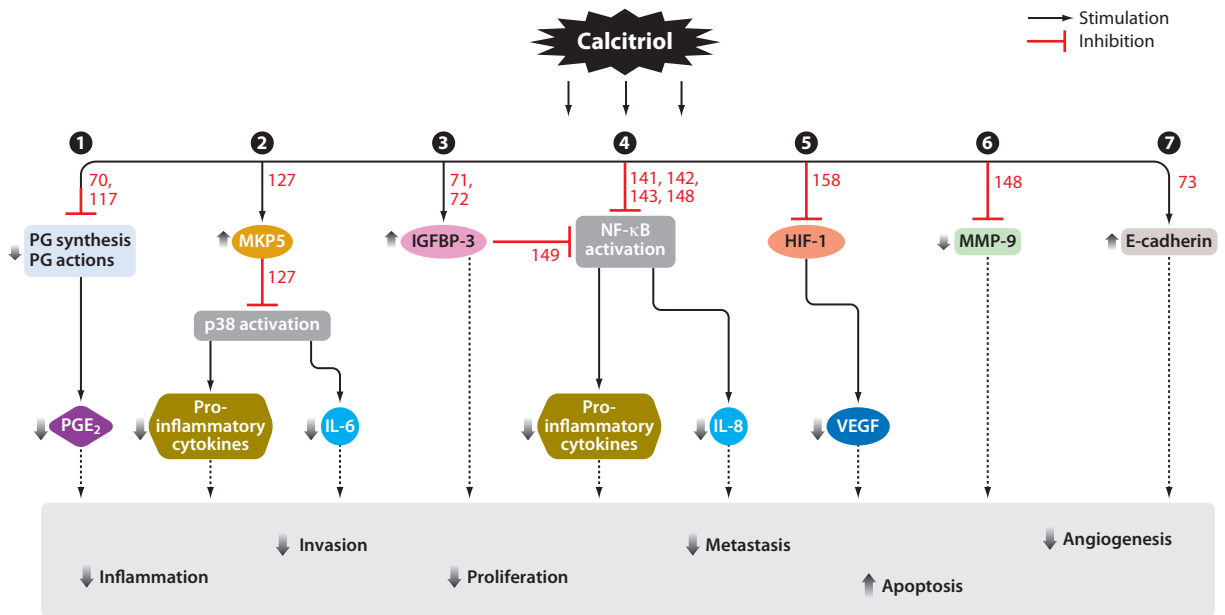 Calcitriol
Stimulation
Inhibition
1
2
3
4
5
6
7
70,
117
127
71,
72
141, 142,
143, 148
158
148
73
PG synthesis
PG actions
MKP5
IGFBP-3
149
NF-κB
activation
HIF-1
MMP-9
E-cadherin
127
p38 activation
PGE2
Pro-
inflammatory
cytokines
IL-6
Pro-
inflammatory
cytokines
IL-8
VEGF
Invasion
Metastasis
Angiogenesis
Inflammation
Proliferation
Apoptosis